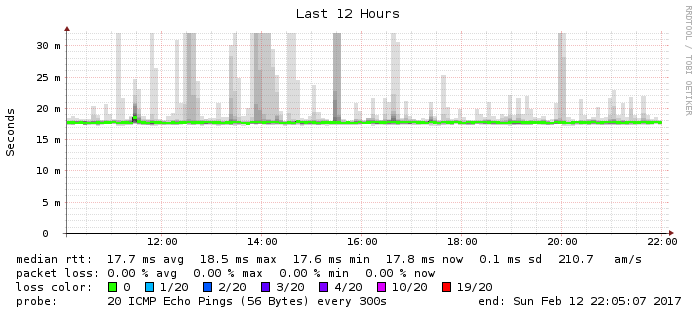 Last 12 Hours
RRDTOOL / TOBI OETIKER
Seconds
30 m
25 m
20 m
15 m
10 m
5 m
0
12:00 14:00 16:00 18:00 20:00 22:00
median rtt: 17.7 ms avg 18.5 ms max 17.6 ms min 17.8 ms now 0.1 ms sd 210.7 am/s
packet loss: 0.00 % avg 0.00 % max 0.00 % min 0.00 % now
loss color: 0 1/20 2/20 3/20 4/20 10/20 19/20
probe: 20 ICMP Echo Pings (56 Bytes) every 300s end: Sun Feb 12 22:05:07 2017